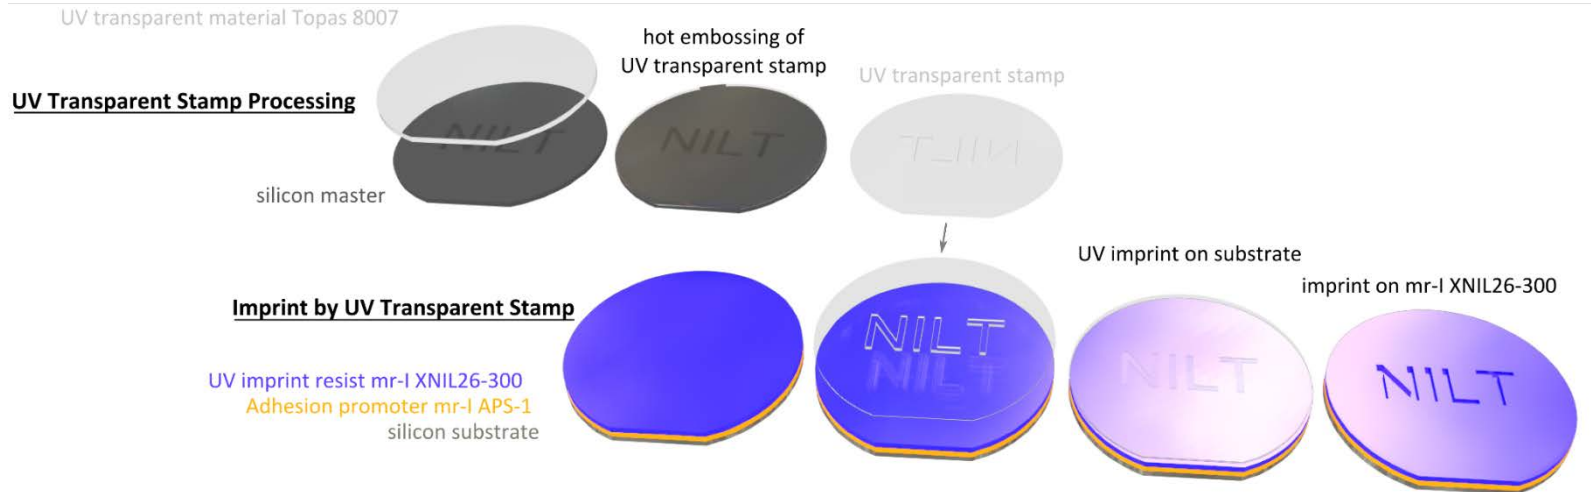 UV transparent material Topas 8007
hot embossing of
UV transparent stamp
UV transparent stamp
UV Transparent Stamp Processing
NILT
NILT
NILT
silicon master
UV imprint on substrate
imprint on mr-I XNIL26-300
Imprint by UV Transparent Stamp
NILT
NILT
NILT
NILT
UV imprint resist mr-I XNIL26-300
Adhesion promoter mr-I APS-1
silicon substrate